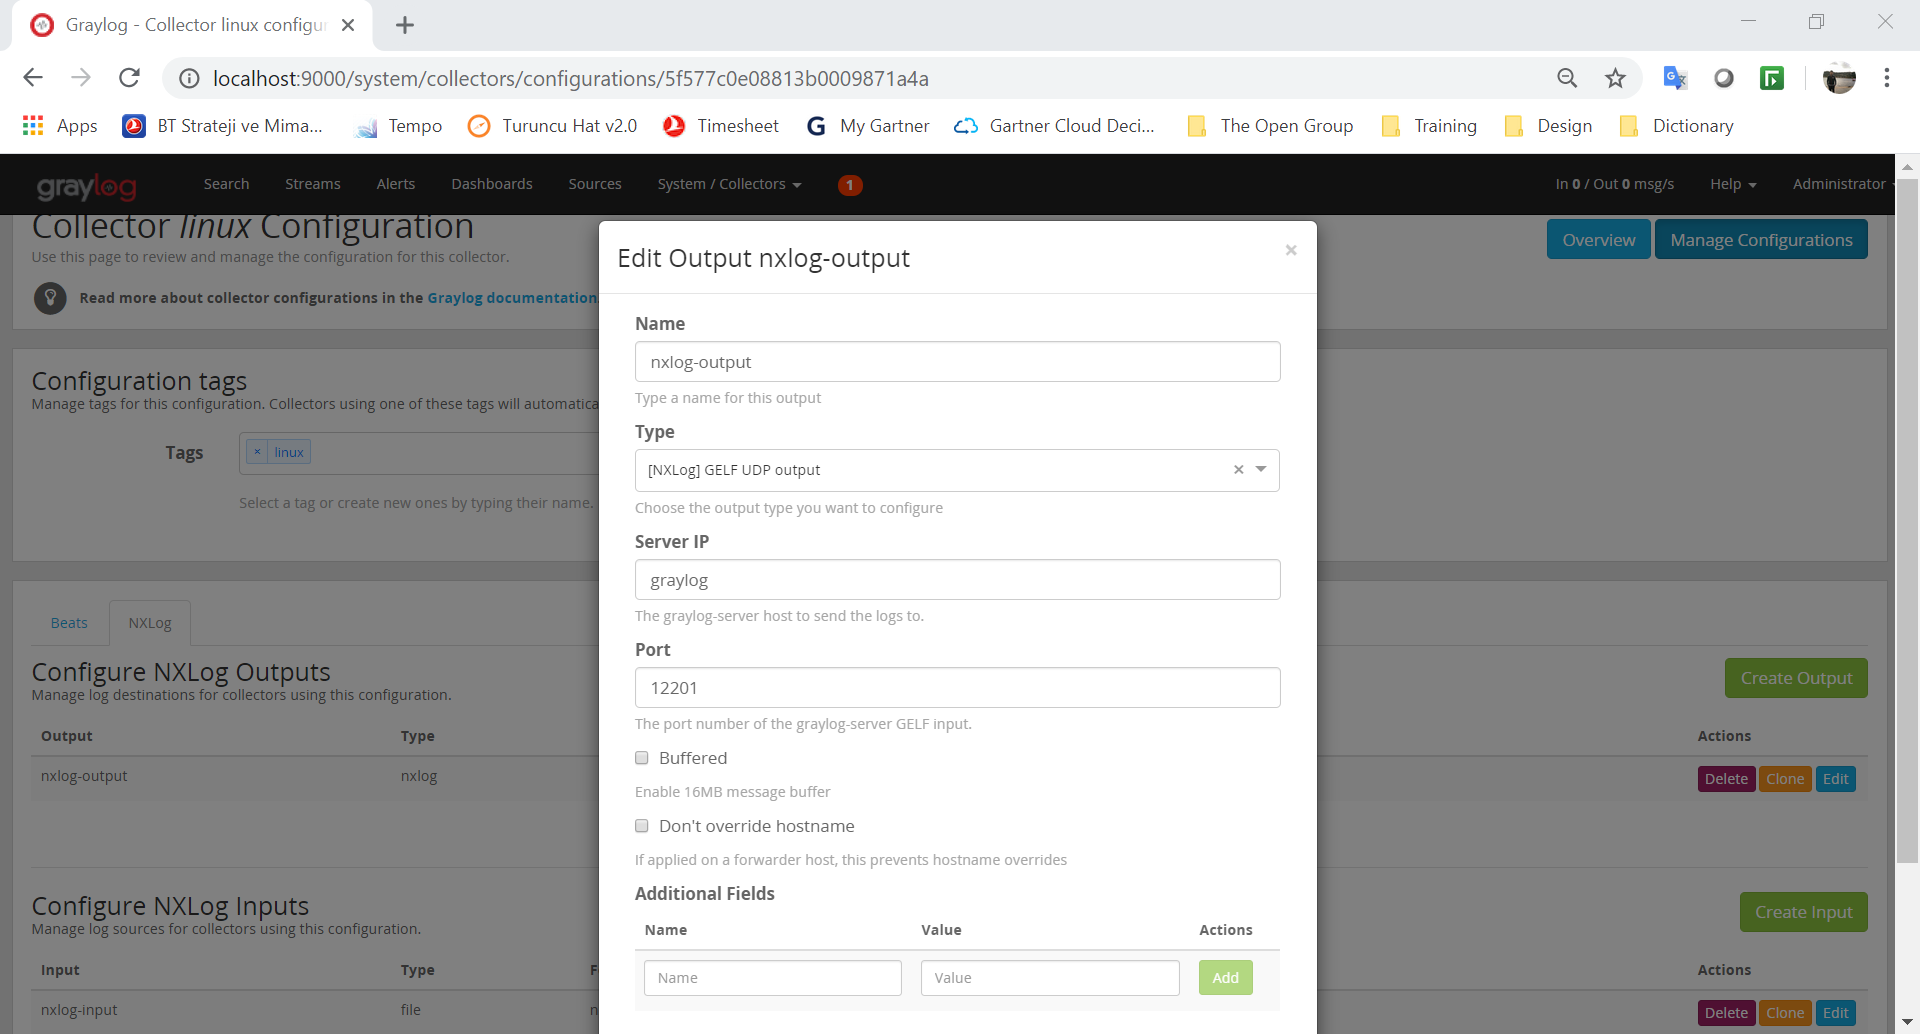 Graylog - Collector linux configur
localhost:9000/system/collectors/configurations/5f577c0e08813b0009871a4a
Apps
BT Strateji ve Mima...
Tempo
Turuncu Hat v2.0
Timesheet
G My Gartner
Gartner Cloud Deci...
The Open Group
Training
Design
Dictionary
graylog
Search
Streams
Alerts
Dashboards
Sources
System / Collectors
1
In 0 / Out 0 msg/s
Help
Administrator
Collector linux Configuration
Use this page to review and manage the configuration for this collector.
Read more about collector configurations in the Graylog documentation.
Overview
Manage Configurations
Configuration tags
Manage tags for this configuration. Collectors using one of these tags will automatica
Tags
× linux
Select a tag or create new ones by typing their name.
Beats
NXLog
Configure NXLog Outputs
Manage log destinations for collectors using this configuration.
Create Output
Output Type Actions
nxlog-output nxlog Delete Clone Edit
Configure NXLog Inputs
Manage log sources for collectors using this configuration.
Create Input
Input Type F Actions
nxlog-input file n Delete Clone Edit
Edit Output nxlog-output
×
Name
nxlog-output
Type a name for this output
Type
[NXLog] GELF UDP output
×
Choose the output type you want to configure
Server IP
graylog
The graylog-server host to send the logs to.
Port
12201
The port number of the graylog-server GELF input.
Buffered
Enable 16MB message buffer
Don't override hostname
If applied on a forwarder host, this prevents hostname overrides
Additional Fields
Name Value Actions
Name Value Add